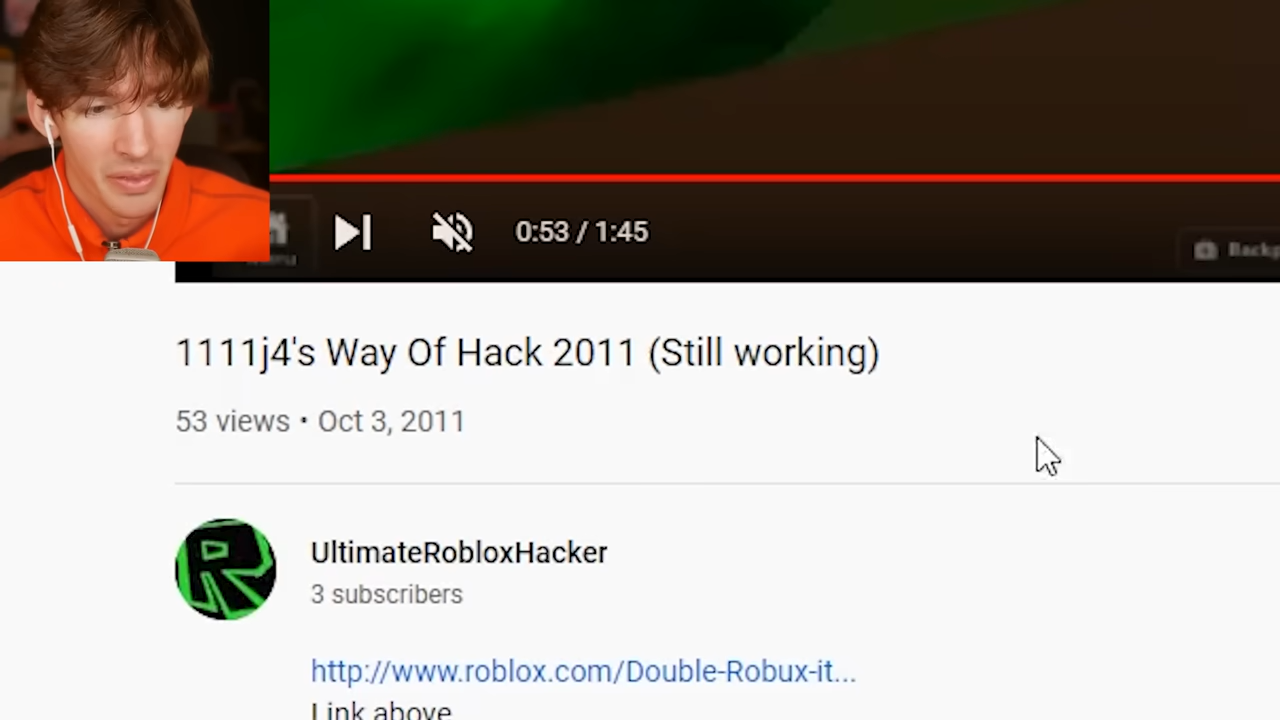 0:53 / 1:45
1111j4's Way Of Hack 2011 (Still working)
53 views • Oct 3, 2011
R
UltimateRobloxHacker
3 subscribers
http://www.roblox.com/Double-Robux-it...
Link above